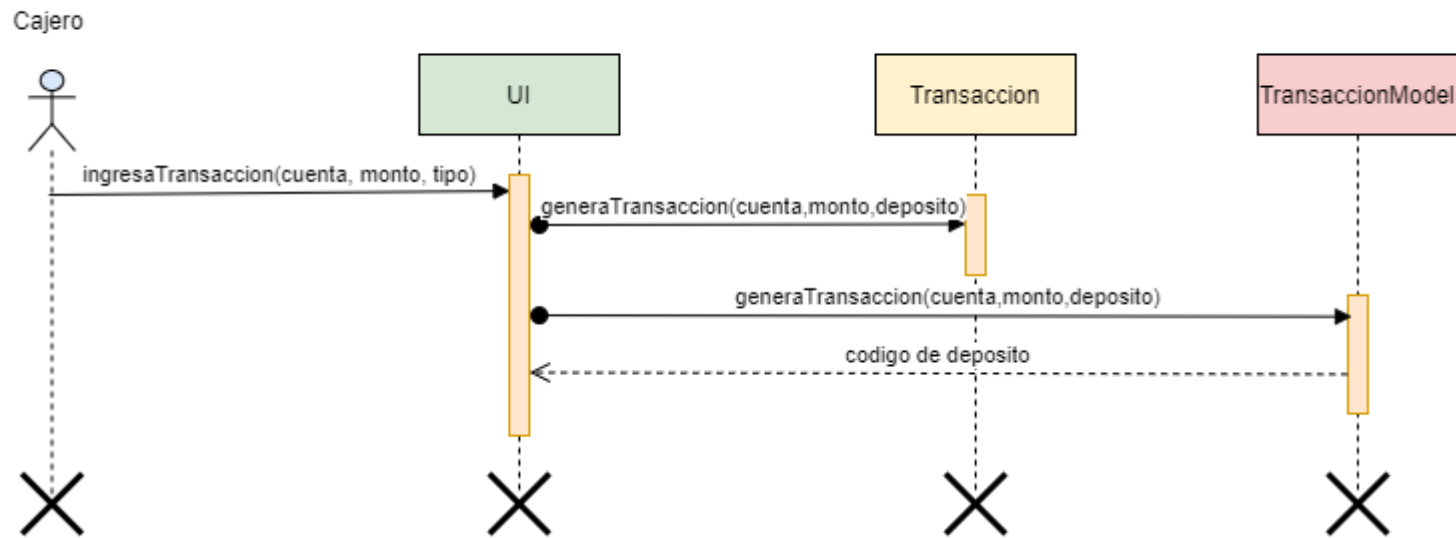 Cajero
UI
Transaccion
TransaccionModel
ingresaTransaccion(cuenta, monto, tipo)
generaTransaccion(cuenta,monto,deposito)
generaTransaccion(cuenta,monto,deposito)
codigo de deposito